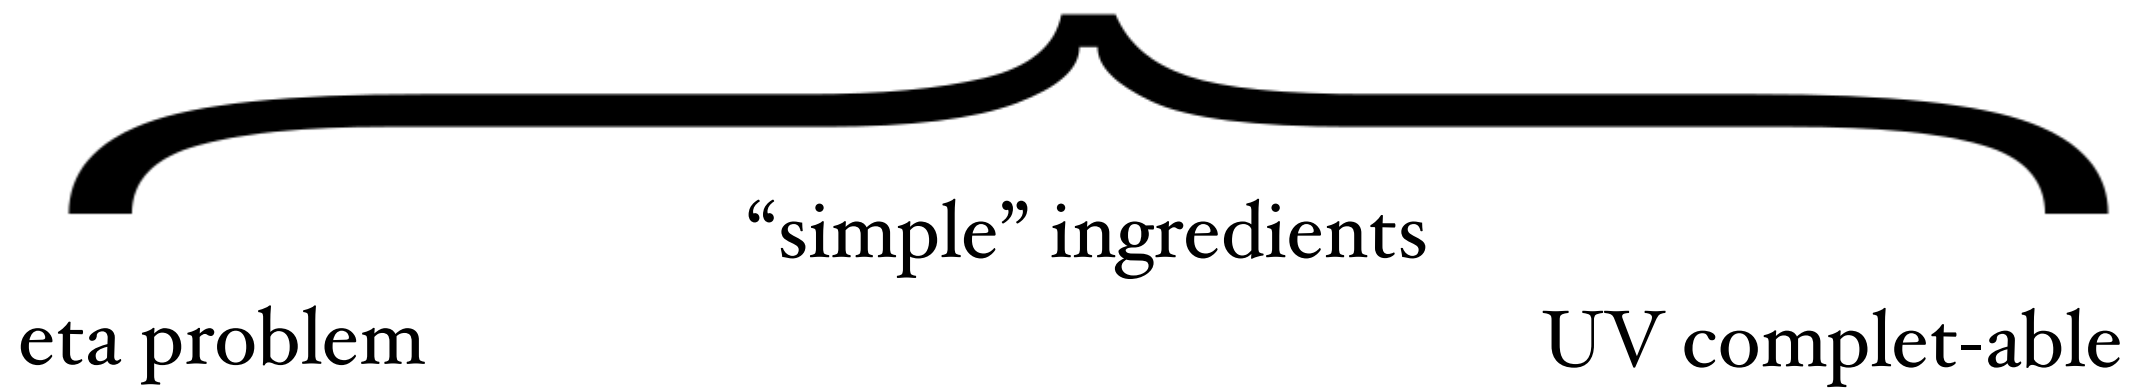 “simple” ingredients
eta problem
UV complet-able